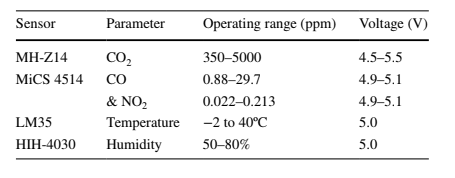 Sensor Parameter Operating range (ppm) Voltage (V)
MH-Z14 CO₂ 350–5000 4.5–5.5
MiCS 4514 CO 0.88–29.7 4.9–5.1
& NO₂ 0.022–0.213 4.9–5.1
LM35 Temperature −2 to 40ºC 5.0
HIH-4030 Humidity 50–80% 5.0